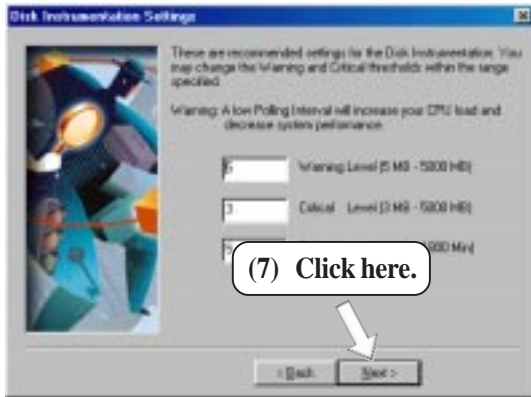 Disk Instrumentation Settings
These are recommended settings for the Disk Instrumentation. You
may change the Warning and Critical thresholds within the range
specified.
Warning: A low Polling Interval will increase your CPU load and
decrease system performance.
Warning Level (5 MB - 5000 MB)
3 Critical Level (3 MB - 5000 MB)
Min)
(7) Click here.
< Back Next >